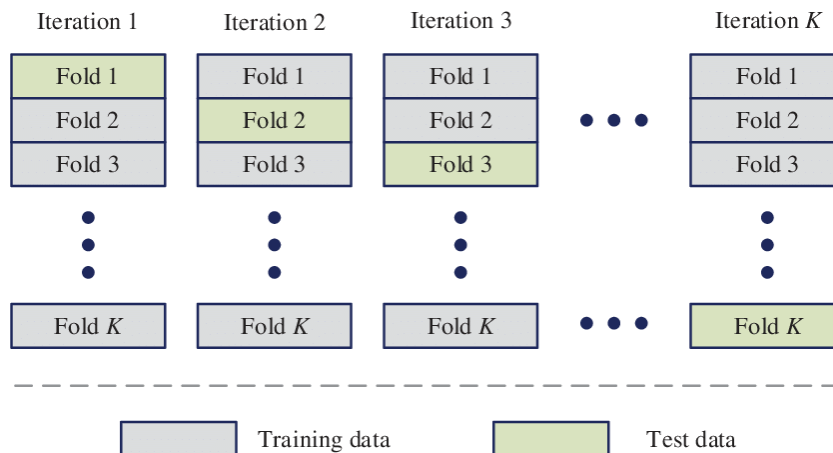 Iteration 1 Iteration 2 Iteration 3 Iteration K
Fold 1 Fold 1 Fold 1 Fold 1
Fold 2 Fold 2 Fold 2 Fold 2
Fold 3 Fold 3 Fold 3 Fold 3
Fold K Fold K Fold K Fold K
Training data Test data